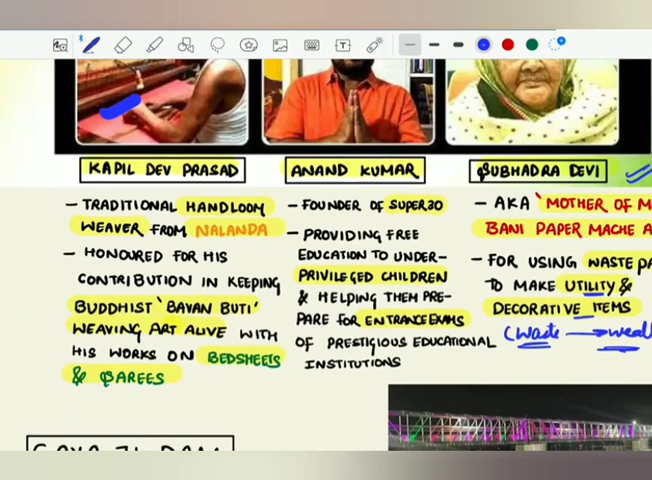 KAPIL DEV PRASAD
- TRADITIONAL HANDLOOM
WEAVER FROM NALANDA
- HONOURED FOR HIS
CONTRIBUTION IN KEEPING
BUDDHIST 'BAVAN BUTI'
WEAVING ART ALIVE WITH
HIS WORKS ON BEDSHEETS
& SAREES
ANAND KUMAR
- FOUNDER OF SUPER30
- PROVIDING FREE
EDUCATION TO UNDER-
PRIVILEGED CHILDREN
& HELPING THEM PRE-
PARE FOR ENTRANCE EXAMS
OF PRESTIGIOUS EDUCATIONAL
INSTITUTIONS
SUBHADRA DEVI
- AKA 'MOTHER OF M
BANI PAPER MACHE A
- FOR USING WASTE PA
TO MAKE UTILITY &
DECORATIVE ITEMS
(Waste → weal